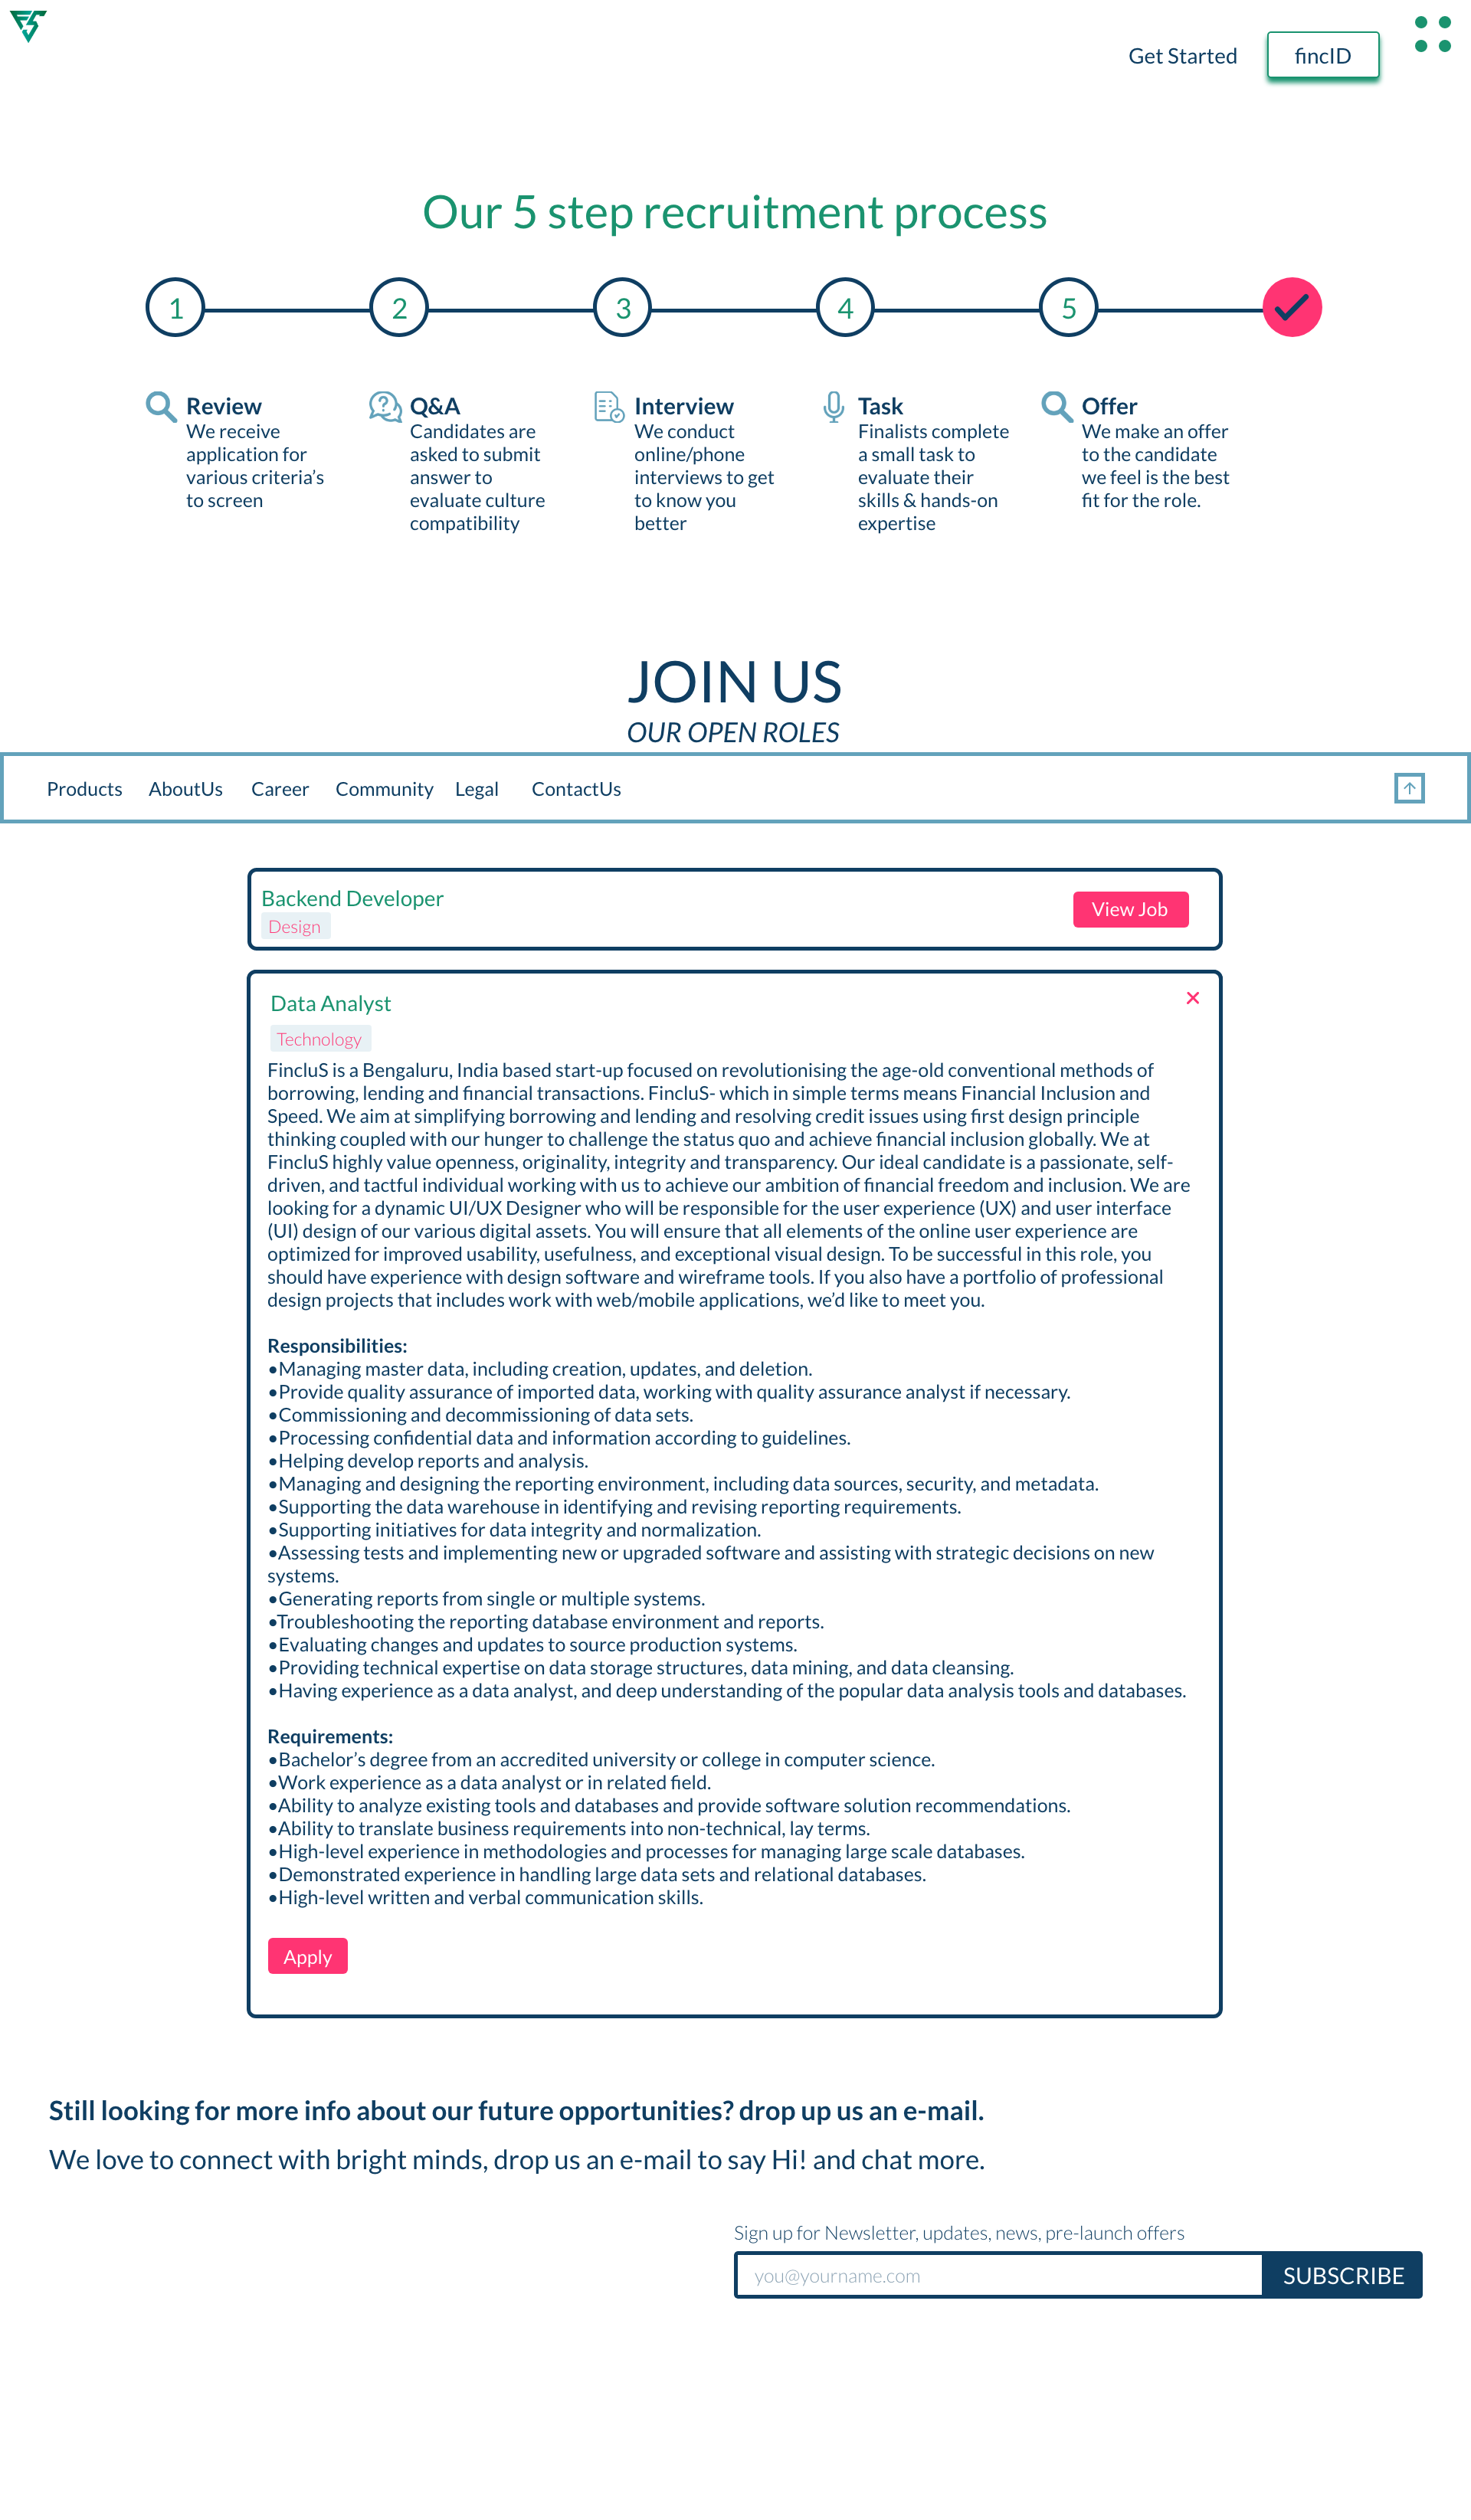 Get Started
fincID
Our 5 step recruitment process
1
2
3
4
5
Review
We receive
application for
various criteria’s
to screen
Q&A
Candidates are
asked to submit
answer to
evaluate culture
compatibility
Interview
We conduct
online/phone
interviews to get
to know you
better
Task
Finalists complete
a small task to
evaluate their
skills & hands-on
expertise
Offer
We make an offer
to the candidate
we feel is the best
fit for the role.
JOIN US
OUR OPEN ROLES
Products AboutUs Career Community Legal ContactUs
Backend Developer
Design
View Job
Data Analyst
Technology
FincluS is a Bengaluru, India based start-up focused on revolutionising the age-old conventional methods of
borrowing, lending and financial transactions. FincluS- which in simple terms means Financial Inclusion and
Speed. We aim at simplifying borrowing and lending and resolving credit issues using first design principle
thinking coupled with our hunger to challenge the status quo and achieve financial inclusion globally. We at
FincluS highly value openness, originality, integrity and transparency. Our ideal candidate is a passionate, self-
driven, and tactful individual working with us to achieve our ambition of financial freedom and inclusion. We are
looking for a dynamic UI/UX Designer who will be responsible for the user experience (UX) and user interface
(UI) design of our various digital assets. You will ensure that all elements of the online user experience are
optimized for improved usability, usefulness, and exceptional visual design. To be successful in this role, you
should have experience with design software and wireframe tools. If you also have a portfolio of professional
design projects that includes work with web/mobile applications, we’d like to meet you.
Responsibilities:
•Managing master data, including creation, updates, and deletion.
•Provide quality assurance of imported data, working with quality assurance analyst if necessary.
•Commissioning and decommissioning of data sets.
•Processing confidential data and information according to guidelines.
•Helping develop reports and analysis.
•Managing and designing the reporting environment, including data sources, security, and metadata.
•Supporting the data warehouse in identifying and revising reporting requirements.
•Supporting initiatives for data integrity and normalization.
•Assessing tests and implementing new or upgraded software and assisting with strategic decisions on new
systems.
•Generating reports from single or multiple systems.
•Troubleshooting the reporting database environment and reports.
•Evaluating changes and updates to source production systems.
•Providing technical expertise on data storage structures, data mining, and data cleansing.
•Having experience as a data analyst, and deep understanding of the popular data analysis tools and databases.
Requirements:
•Bachelor’s degree from an accredited university or college in computer science.
•Work experience as a data analyst or in related field.
•Ability to analyze existing tools and databases and provide software solution recommendations.
•Ability to translate business requirements into non-technical, lay terms.
•High-level experience in methodologies and processes for managing large scale databases.
•Demonstrated experience in handling large data sets and relational databases.
•High-level written and verbal communication skills.
Apply
Still looking for more info about our future opportunities? drop up us an e-mail.
We love to connect with bright minds, drop us an e-mail to say Hi! and chat more.
Sign up for Newsletter, updates, news, pre-launch offers
you@yourname.com
SUBSCRIBE